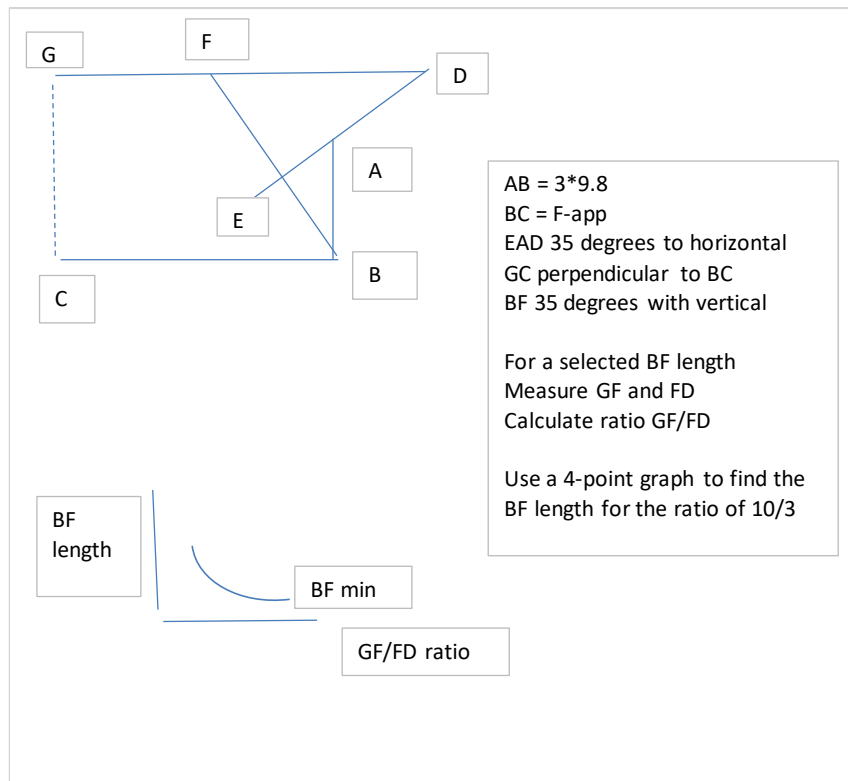 F
G
D
A
E
B
C
AB = 3*9.8
BC = F-app
EAD 35 degrees to horizontal
GC perpendicular to BC
BF 35 degrees with vertical
For a selected BF length
Measure GF and FD
Calculate ratio GF/FD
Use a 4-point graph to find the
BF length for the ratio of 10/3
BF
length
BF min
GF/FD ratio